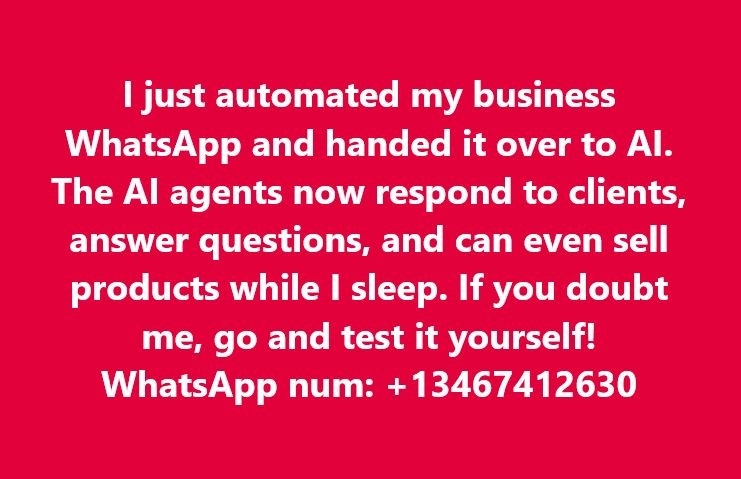 I just automated my business
WhatsApp and handed it over to AI.
The AI agents now respond to clients,
answer questions, and can even sell
products while I sleep. If you doubt
me, go and test it yourself!
WhatsApp num: +13467412630